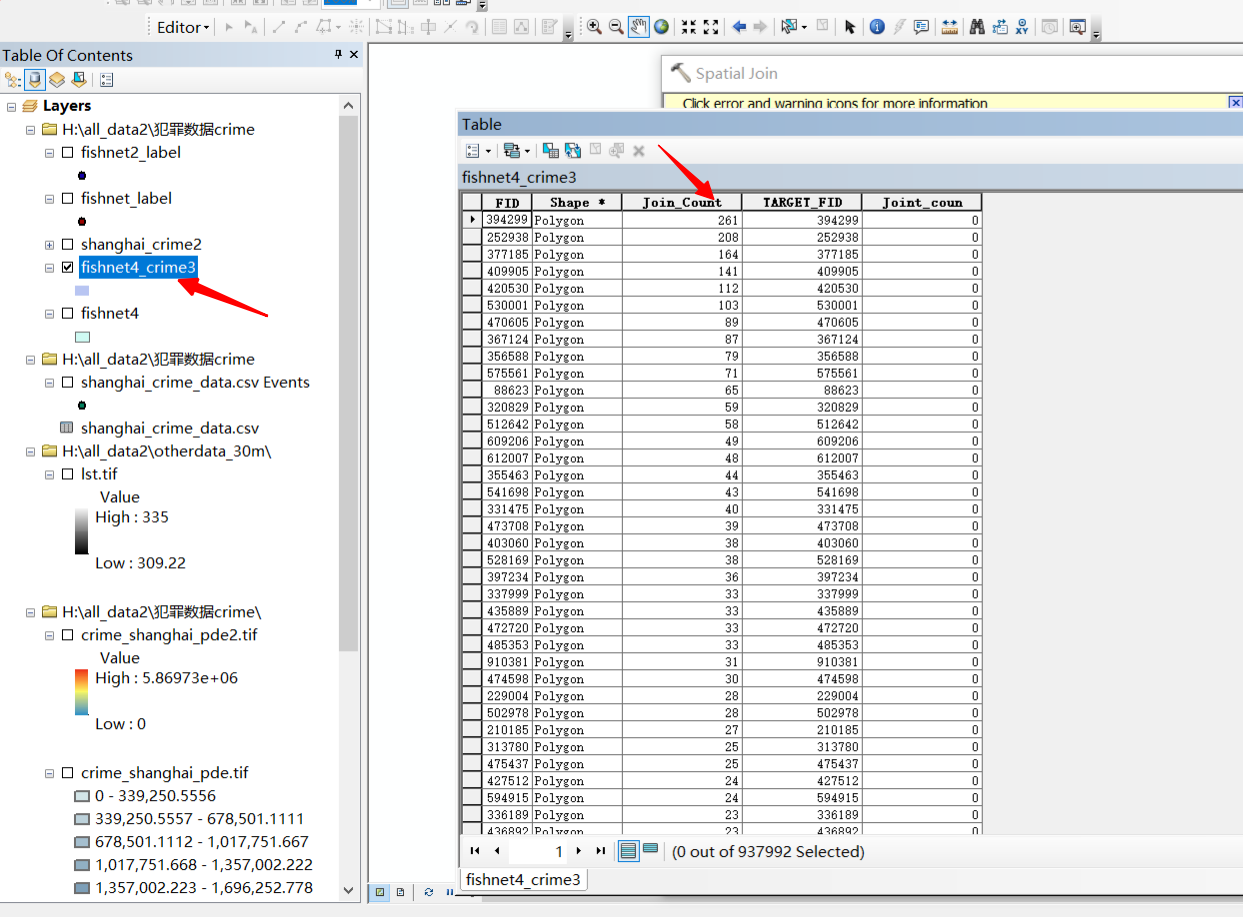 Editor
Table Of Contents
Layers
H:\all_data2\犯罪数据crime
fishnet2_label
fishnet_label
shanghai_crime2
fishnet4_crime3
fishnet4
H:\all_data2\犯罪数据crime
shanghai_crime_data.csv Events
shanghai_crime_data.csv
H:\all_data2\otherdata_30m\
lst.tif
Value
High : 335
Low : 309.22
H:\all_data2\犯罪数据crime\
crime_shanghai_pde2.tif
Value
High : 5.86973e+06
Low : 0
crime_shanghai_pde.tif
0 - 339,250.5556
339,250.5557 - 678,501.1111
678,501.1112 - 1,017,751.667
1,017,751.668 - 1,357,002.222
1,357,002.223 - 1,696,252.778
Spatial Join
Click error and warning icons for more information
Table
fishnet4_crime3
FID Shape * Join_Count TARGET_FID Joint_coun
394299 Polygon 261 394299 0
252938 Polygon 208 252938 0
377185 Polygon 164 377185 0
409905 Polygon 141 409905 0
420530 Polygon 112 420530 0
530001 Polygon 103 530001 0
470605 Polygon 89 470605 0
367124 Polygon 87 367124 0
356588 Polygon 79 356588 0
575561 Polygon 71 575561 0
88623 Polygon 65 88623 0
320829 Polygon 59 320829 0
512642 Polygon 58 512642 0
609206 Polygon 49 609206 0
612007 Polygon 48 612007 0
355463 Polygon 44 355463 0
541698 Polygon 43 541698 0
331475 Polygon 40 331475 0
473708 Polygon 39 473708 0
403060 Polygon 38 403060 0
528169 Polygon 38 528169 0
397234 Polygon 36 397234 0
337999 Polygon 33 337999 0
435889 Polygon 33 435889 0
472720 Polygon 33 472720 0
485353 Polygon 33 485353 0
910381 Polygon 31 910381 0
474598 Polygon 30 474598 0
229004 Polygon 28 229004 0
502978 Polygon 28 502978 0
210185 Polygon 27 210185 0
313780 Polygon 25 313780 0
475437 Polygon 25 475437 0
427512 Polygon 24 427512 0
594915 Polygon 24 594915 0
336189 Polygon 23 336189 0
436892 Polygon 23 436892 0
1
(0 out of 937992 Selected)
fishnet4_crime3